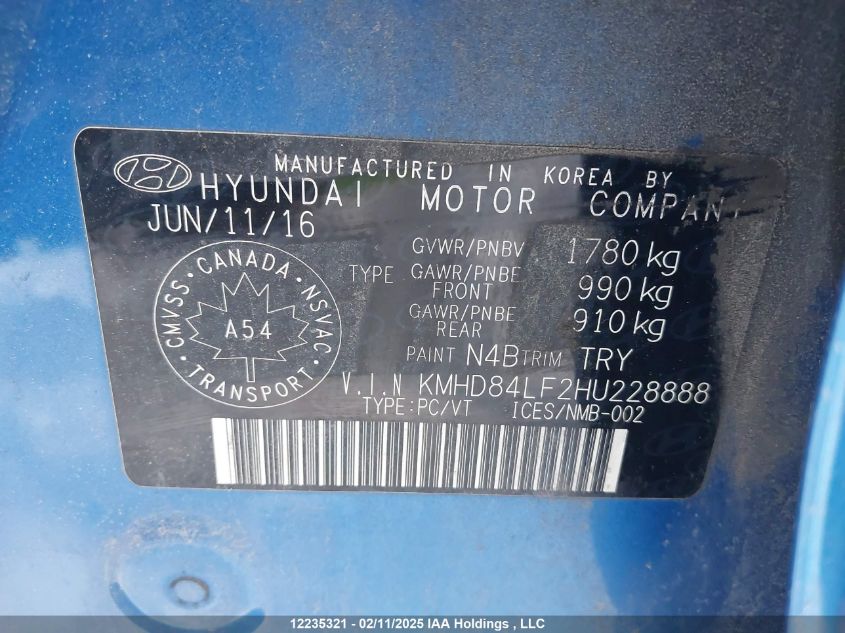 MANUFACTURED IN KOREA BY
HYUNDAI MOTOR COMPANY
JUN/11/16
GVWR/PNBV 1780 kg
TYPE GAWR/PNBE FRONT 990 kg
GAWR/PNBE REAR 910 kg
PAINT N4B TRIM TRY
CANADA
CMVSS · NSVAC
A54
TRANSPORT
V.I.N KMHD84LF2HU228888
TYPE:PC/VT ICES/NMB-002
12235321 - 02/11/2025 IAA Holdings , LLC